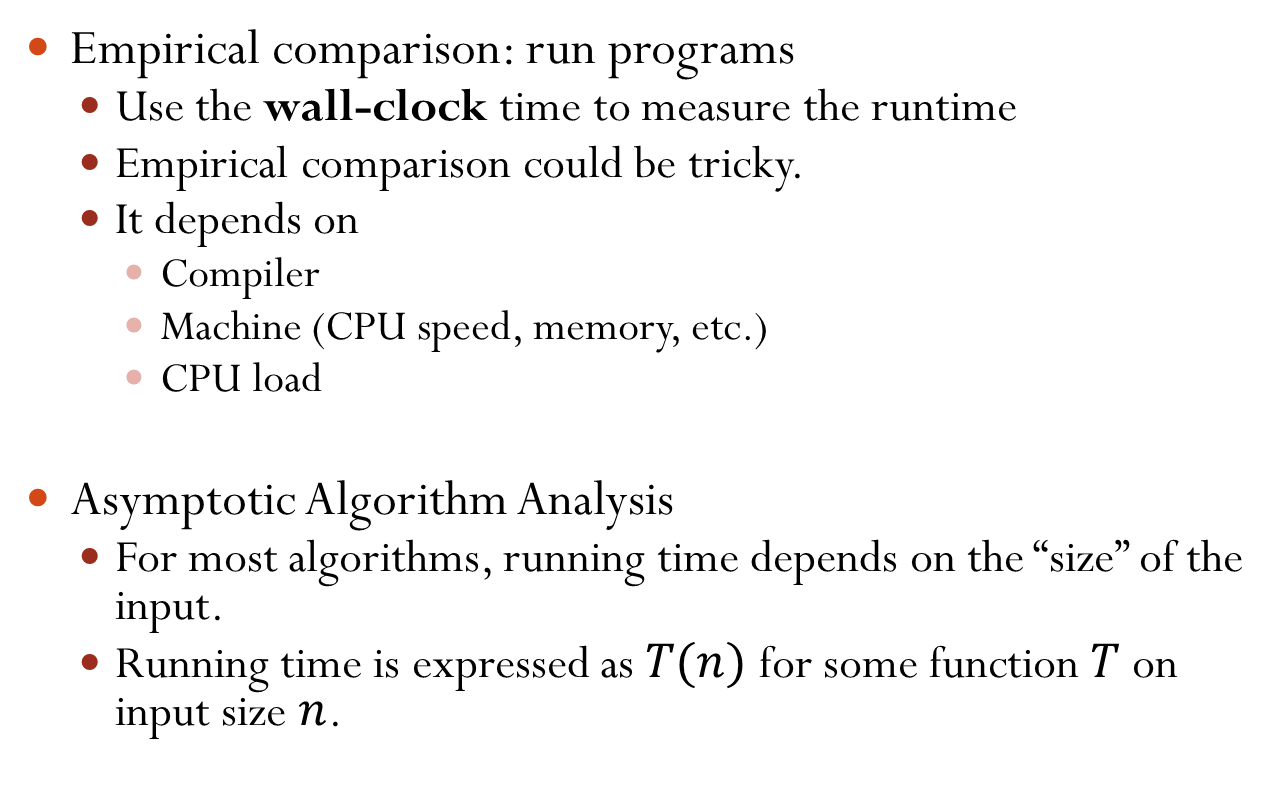 Empirical comparison: run programs
Use the wall-clock time to measure the runtime
Empirical comparison could be tricky.
It depends on
Compiler
Machine (CPU speed, memory, etc.)
CPU load
Asymptotic Algorithm Analysis
For most algorithms, running time depends on the “size” of the
input.
Running time is expressed as T(n) for some function T on
input size n.